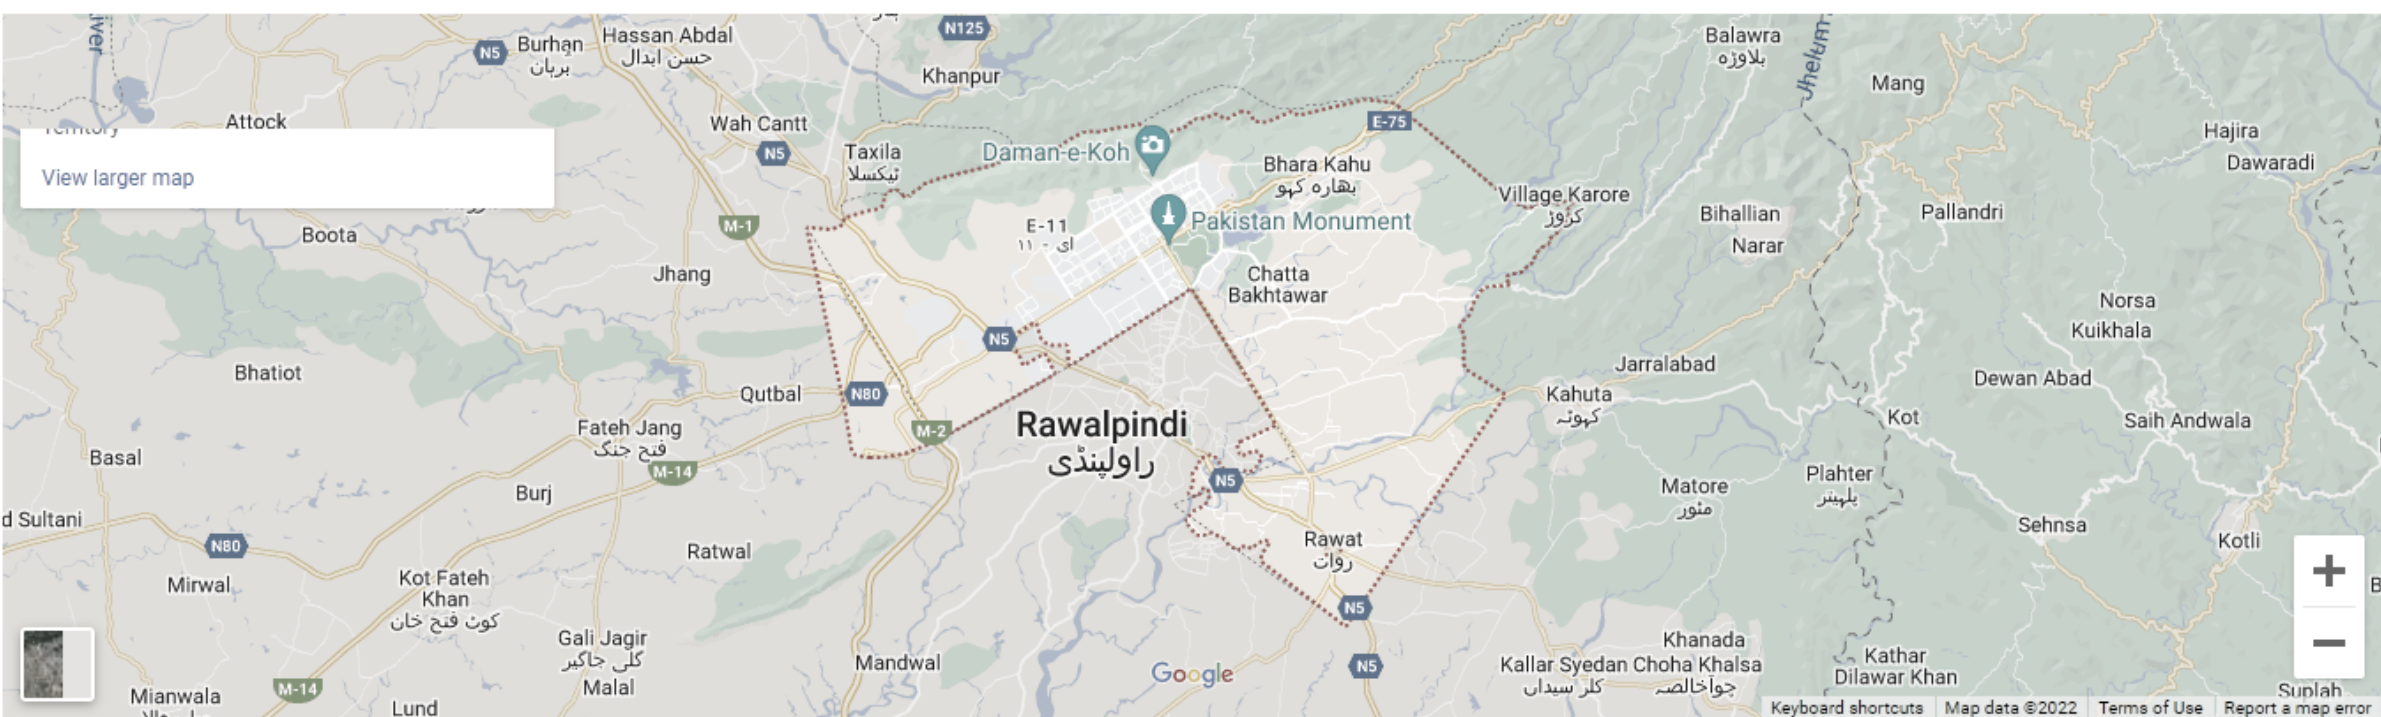 River
N5
Burhan
برہان
Hassan Abdal
حسن ابدال
N125
Khanpur
Balawra
بلاوڑہ
Jhelum
Mang
Attock
Wah Cantt
N5
Taxila
ٹیکسلا
Daman-e-Koh
E-75
Bhara Kahu
بھارہ کہو
Hajira
Dawaradi
Territory
View larger map
Village Karore
کروڑ
Bihallian
Narar
Pallandri
Boota
M-1
E-11
ای - ۱۱
Pakistan Monument
Jhang
Chatta
Bakhtawar
Norsa
Kuikhala
N5
Bhatiot
Qutbal
N80
Jarralabad
Dewan Abad
Kahuta
کہوٹہ
Kot
Saih Andwala
Rawalpindi
راولپنڈی
M-2
Fateh Jang
فتح جنگ
M-14
Basal
Burj
N5
Matore
مٹور
Plahter
پلہیتر
d Sultani
N80
Ratwal
Rawat
روات
Sehnsa
Kotli
+
Mirwal
Kot Fateh
Khan
کوٹ فتح خان
N5
B
−
Gali Jagir
گلی جاگیر
Malal
Mandwal
Google
N5
Kallar Syedan
کلر سیداں
Khanada
Choha Khalsa
چوآخالصہ
Kathar
Dilawar Khan
Suplah
Mianwala
M-14
Lund
Keyboard shortcuts
Map data ©2022
Terms of Use
Report a map error